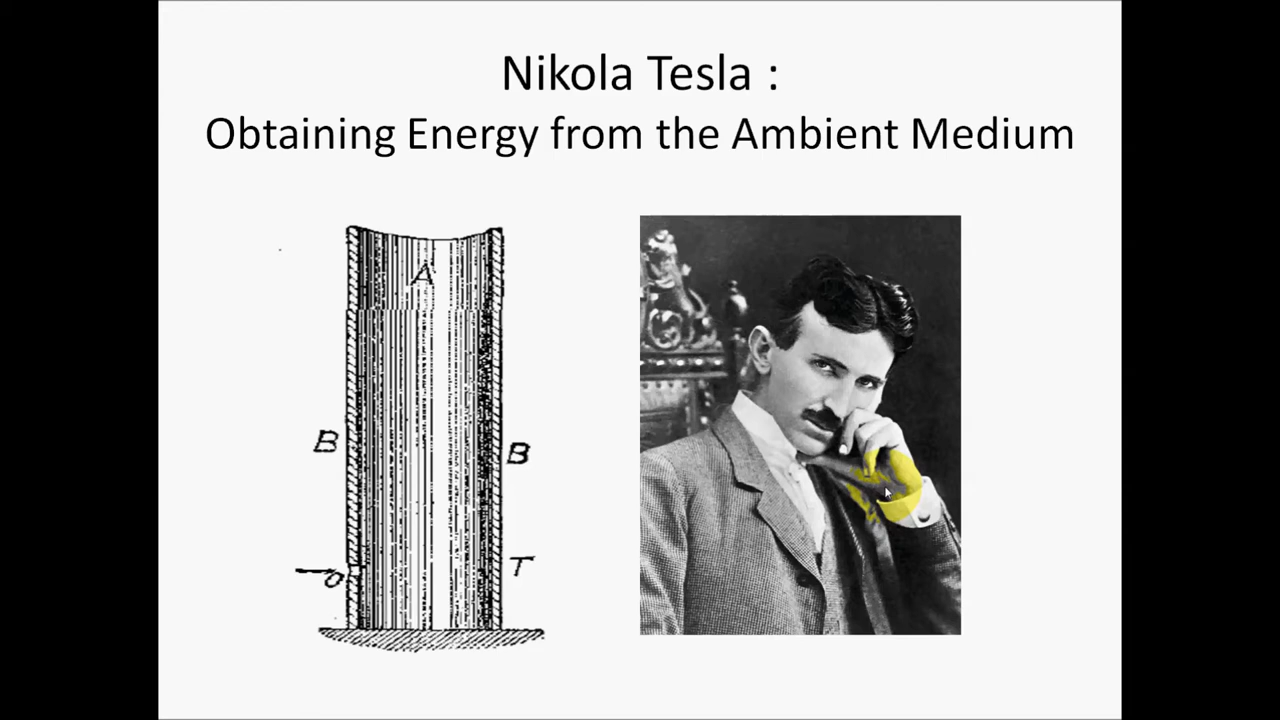 Nikola Tesla :
Obtaining Energy from the Ambient Medium
A
B
B
T
O